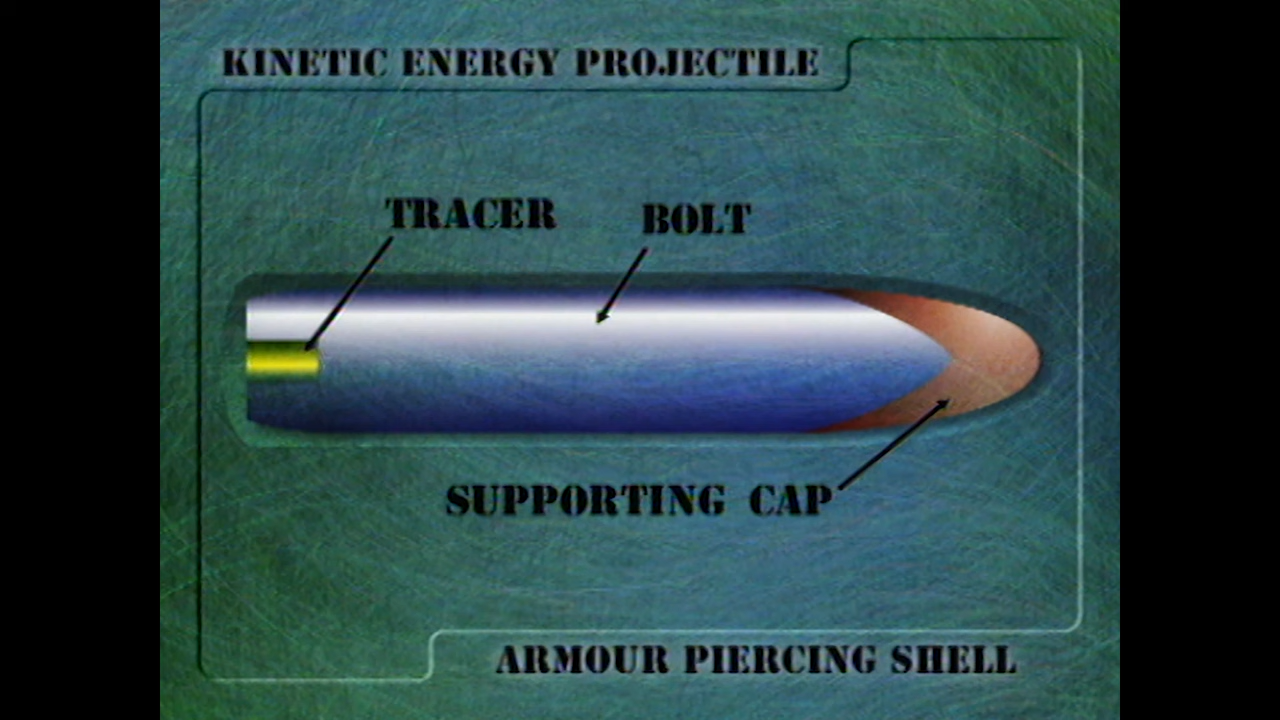 KINETIC ENERGY PROJECTILE
TRACER
BOLT
SUPPORTING CAP
ARMOUR PIERCING SHELL